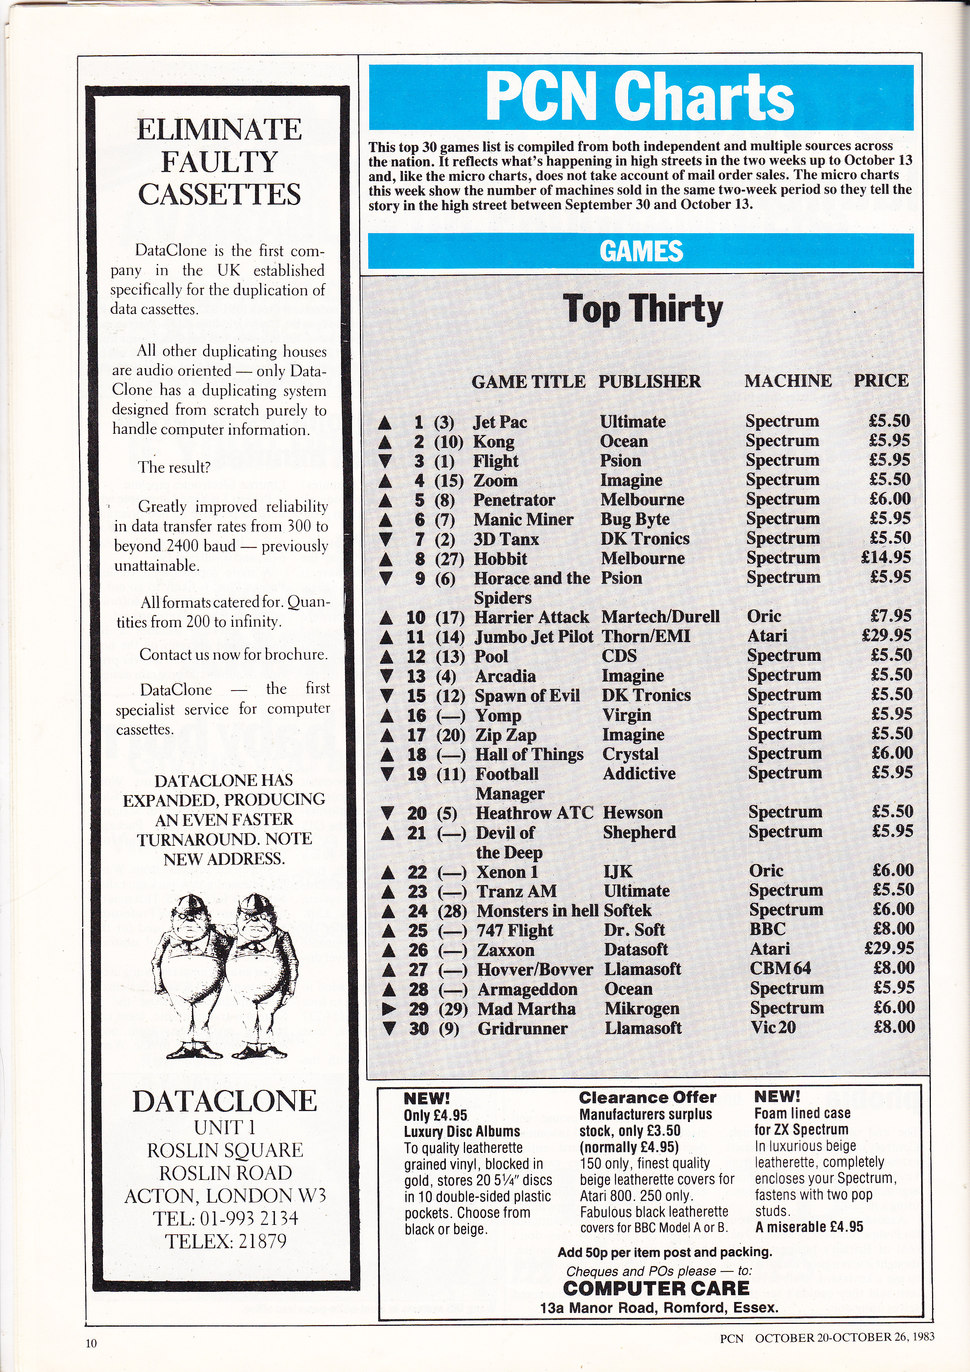 ELIMINATE
FAULTY
CASSETTES
DataClone is the first com-
pany in the UK established
specifically for the duplication of
data cassettes.
All other duplicating houses
are audio oriented — only Data-
Clone has a duplicating system
designed from scratch purely to
handle computer information.
The result?
Greatly improved reliability
in data transfer rates from 300 to
beyond 2400 baud — previously
unattainable.
All formats catered for. Quan-
tities from 200 to infinity.
Contact us now for brochure.
DataClone — the first
specialist service for computer
cassettes.
DATACLONE HAS
EXPANDED, PRODUCING
AN EVEN FASTER
TURNAROUND. NOTE
NEW ADDRESS.
DATACLONE
UNIT 1
ROSLIN SQUARE
ROSLIN ROAD
ACTON, LONDON W3
TEL: 01-993 2134
TELEX: 21879
PCN Charts
This top 30 games list is compiled from both independent and multiple sources across
the nation. It reflects what's happening in high streets in the two weeks up to October 13
and, like the micro charts, does not take account of mail order sales. The micro charts
this week show the number of machines sold in the same two-week period so they tell the
story in the high street between September 30 and October 13.
GAMES
Top Thirty
GAME TITLE PUBLISHER MACHINE PRICE
▲ 1 (3) Jet Pac Ultimate Spectrum £5.50
▲ 2 (10) Kong Ocean Spectrum £5.95
▼ 3 (1) Flight Psion Spectrum £5.95
▲ 4 (15) Zoom Imagine Spectrum £5.50
▲ 5 (8) Penetrator Melbourne Spectrum £6.00
▲ 6 (7) Manic Miner Bug Byte Spectrum £5.95
▼ 7 (2) 3D Tanx DK Tronics Spectrum £5.50
▲ 8 (27) Hobbit Melbourne Spectrum £14.95
▼ 9 (6) Horace and the Psion Spectrum £5.95
Spiders
▲ 10 (17) Harrier Attack Martech/Durell Oric £7.95
▲ 11 (14) Jumbo Jet Pilot Thorn/EMI Atari £29.95
▲ 12 (13) Pool CDS Spectrum £5.50
▼ 13 (4) Arcadia Imagine Spectrum £5.50
▼ 15 (12) Spawn of Evil DK Tronics Spectrum £5.50
▲ 16 (—) Yomp Virgin Spectrum £5.95
▲ 17 (20) Zip Zap Imagine Spectrum £5.50
▲ 18 (—) Hall of Things Crystal Spectrum £6.00
▼ 19 (11) Football Addictive Spectrum £5.95
Manager
▼ 20 (5) Heathrow ATC Hewson Spectrum £5.50
▲ 21 (—) Devil of Shepherd Spectrum £5.95
the Deep
▲ 22 (—) Xenon 1 IJK Oric £6.00
▲ 23 (—) Tranz AM Ultimate Spectrum £5.50
▲ 24 (28) Monsters in hell Softek Spectrum £6.00
▲ 25 (—) 747 Flight Dr. Soft BBC £8.00
▲ 26 (—) Zaxxon Datasoft Atari £29.95
▲ 27 (—) Hovver/Bovver Llamasoft CBM 64 £8.00
▲ 28 (—) Armageddon Ocean Spectrum £5.95
▶ 29 (29) Mad Martha Mikrogen Spectrum £6.00
▼ 30 (9) Gridrunner Llamasoft Vic 20 £8.00
NEW!
Only £4.95
Luxury Disc Albums
To quality leatherette
grained vinyl, blocked in
gold, stores 20 5¼" discs
in 10 double-sided plastic
pockets. Choose from
black or beige.
Clearance Offer
Manufacturers surplus
stock, only £3.50
(normally £4.95)
150 only, finest quality
beige leatherette covers for
Atari 800. 250 only.
Fabulous black leatherette
covers for BBC Model A or B.
NEW!
Foam lined case
for ZX Spectrum
In luxurious beige
leatherette, completely
encloses your Spectrum,
fastens with two pop
studs.
A miserable £4.95
Add 50p per item post and packing.
Cheques and POs please — to:
COMPUTER CARE
13a Manor Road, Romford, Essex.
10
PCN OCTOBER 20-OCTOBER 26, 1983